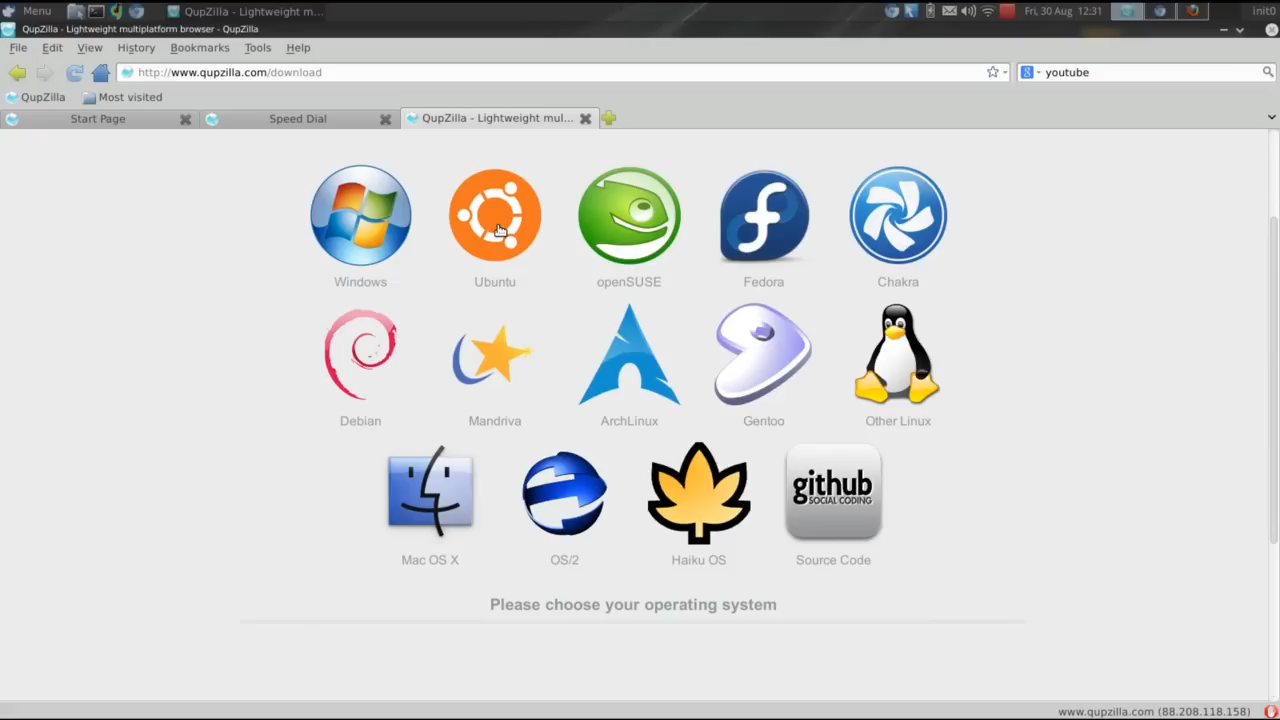 Menu QupZilla - Lightweight m... Fri, 30 Aug 12:31 init0
QupZilla - Lightweight multiplatform browser - QupZilla
File Edit View History Bookmarks Tools Help
http://www.qupzilla.com/download youtube
QupZilla Most visited
Start Page Speed Dial QupZilla - Lightweight mul...
Windows Ubuntu openSUSE Fedora Chakra
Debian Mandriva ArchLinux Gentoo Other Linux
github
SOCIAL CODING
Mac OS X OS/2 Haiku OS Source Code
Please choose your operating system
www.qupzilla.com (88.208.118.158)